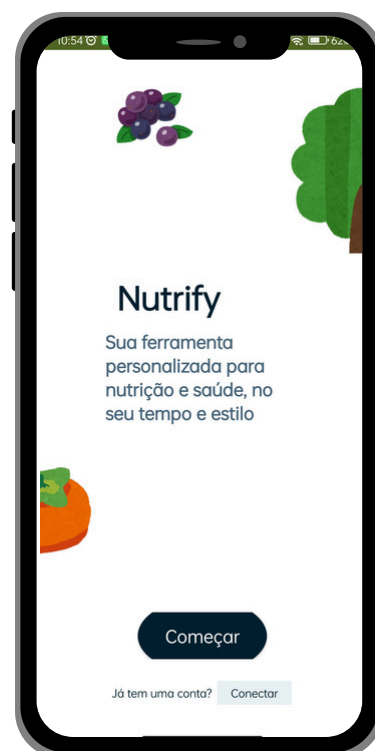 10:54
Nutrify
Sua ferramenta
personalizada para
nutrição e saúde, no
seu tempo e estilo
Começar
Já tem uma conta? Conectar